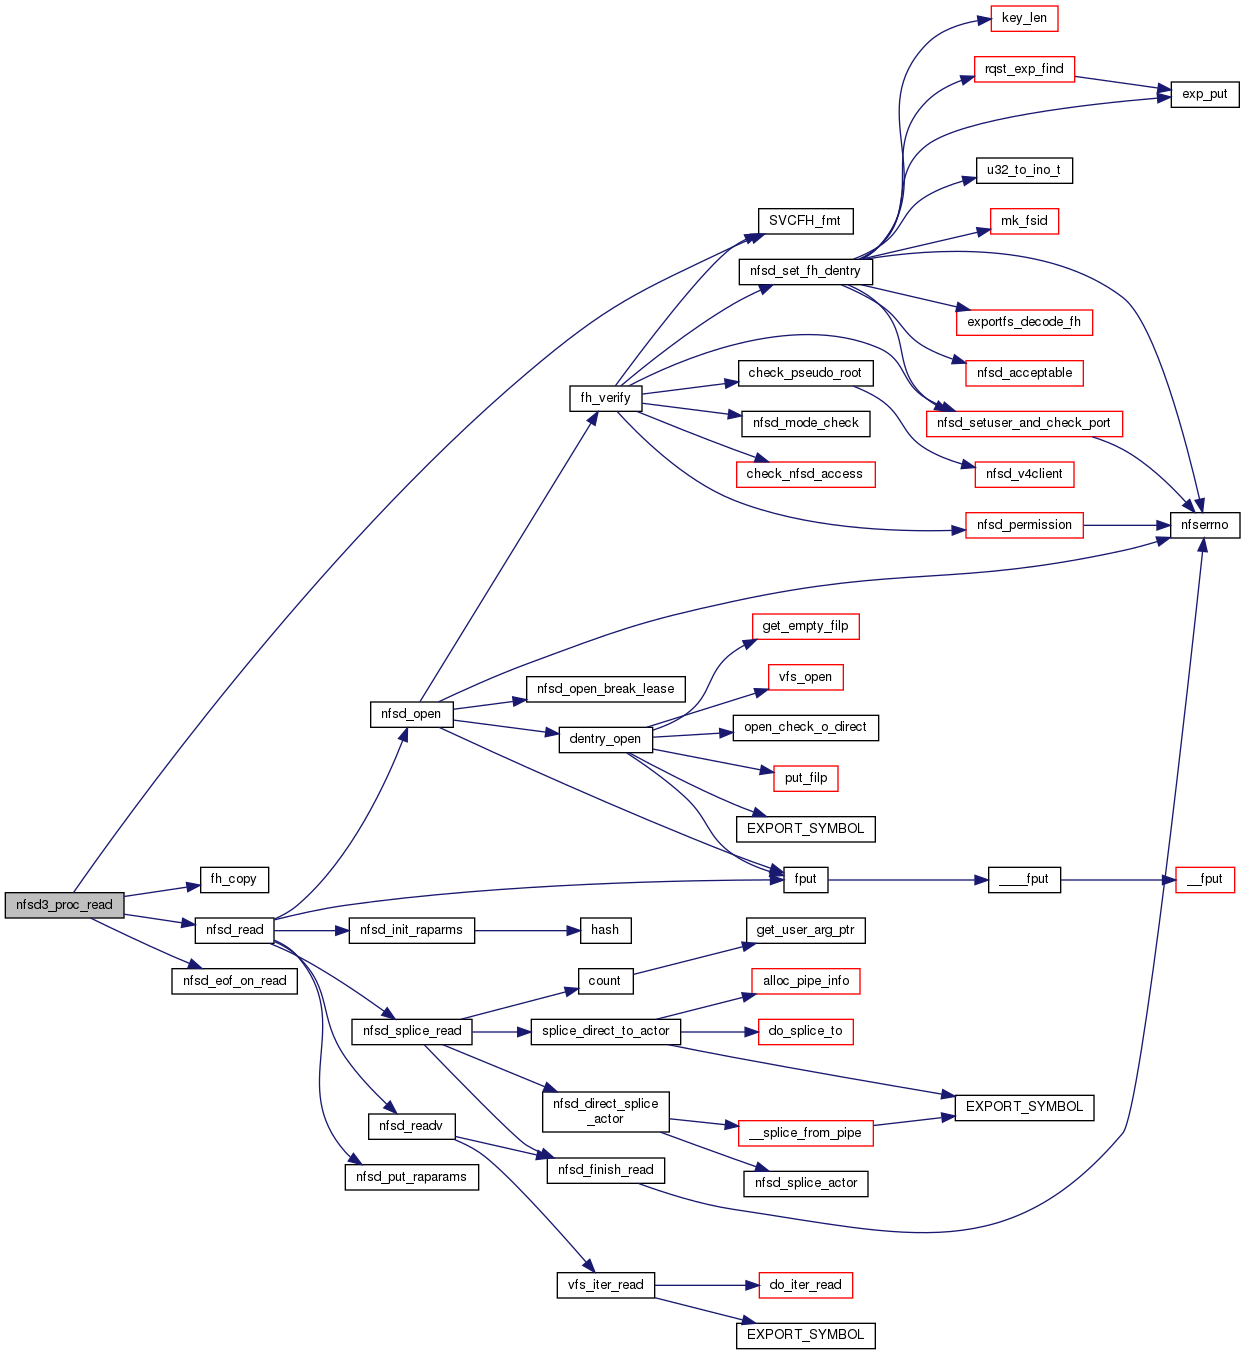 key_len
rqst_exp_find
exp_put
u32_to_ino_t
SVCFH_fmt
mk_fsid
nfsd_set_fh_dentry
exportfs_decode_fh
check_pseudo_root
nfsd_acceptable
fh_verify
nfsd_mode_check
nfsd_setuser_and_check_port
check_nfsd_access
nfsd_v4client
nfsd_permission
nfserrno
get_empty_filp
vfs_open
nfsd_open_break_lease
nfsd_open
open_check_o_direct
dentry_open
put_filp
EXPORT_SYMBOL
fh_copy
fput
____fput
__fput
nfsd3_proc_read
nfsd_read
nfsd_init_raparms
hash
get_user_arg_ptr
nfsd_eof_on_read
count
alloc_pipe_info
nfsd_splice_read
splice_direct_to_actor
do_splice_to
nfsd_direct_splice
_actor
EXPORT_SYMBOL
nfsd_readv
__splice_from_pipe
nfsd_finish_read
nfsd_put_raparams
nfsd_splice_actor
vfs_iter_read
do_iter_read
EXPORT_SYMBOL